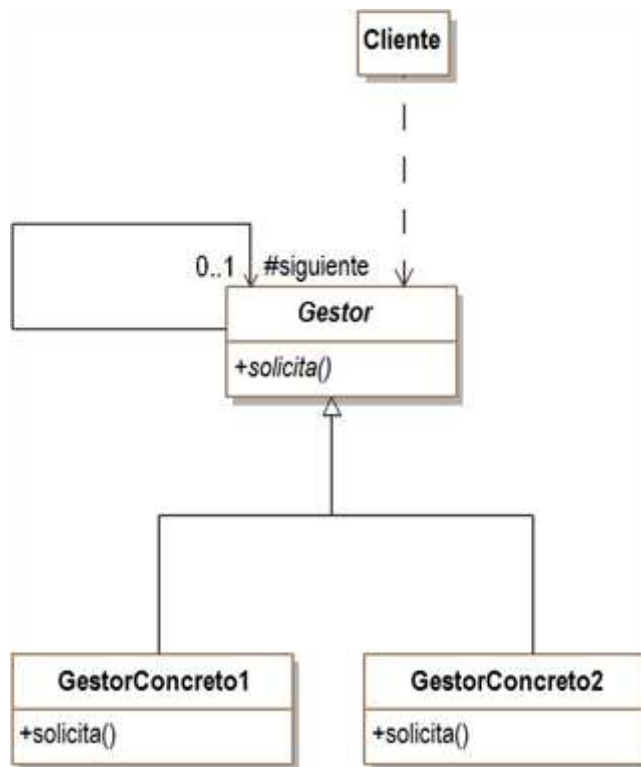 Cliente
0..1 #siguiente
Gestor
+solicita()
GestorConcreto1
+solicita()
GestorConcreto2
+solicita()